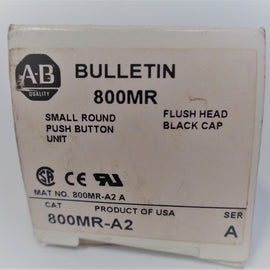 A-B
QUALITY
BULLETIN
800MR
SMALL ROUND
PUSH BUTTON
UNIT
FLUSH HEAD
BLACK CAP
MAT NO. 800MR-A2 A
CAT
PRODUCT OF USA
SER
800MR-A2
A